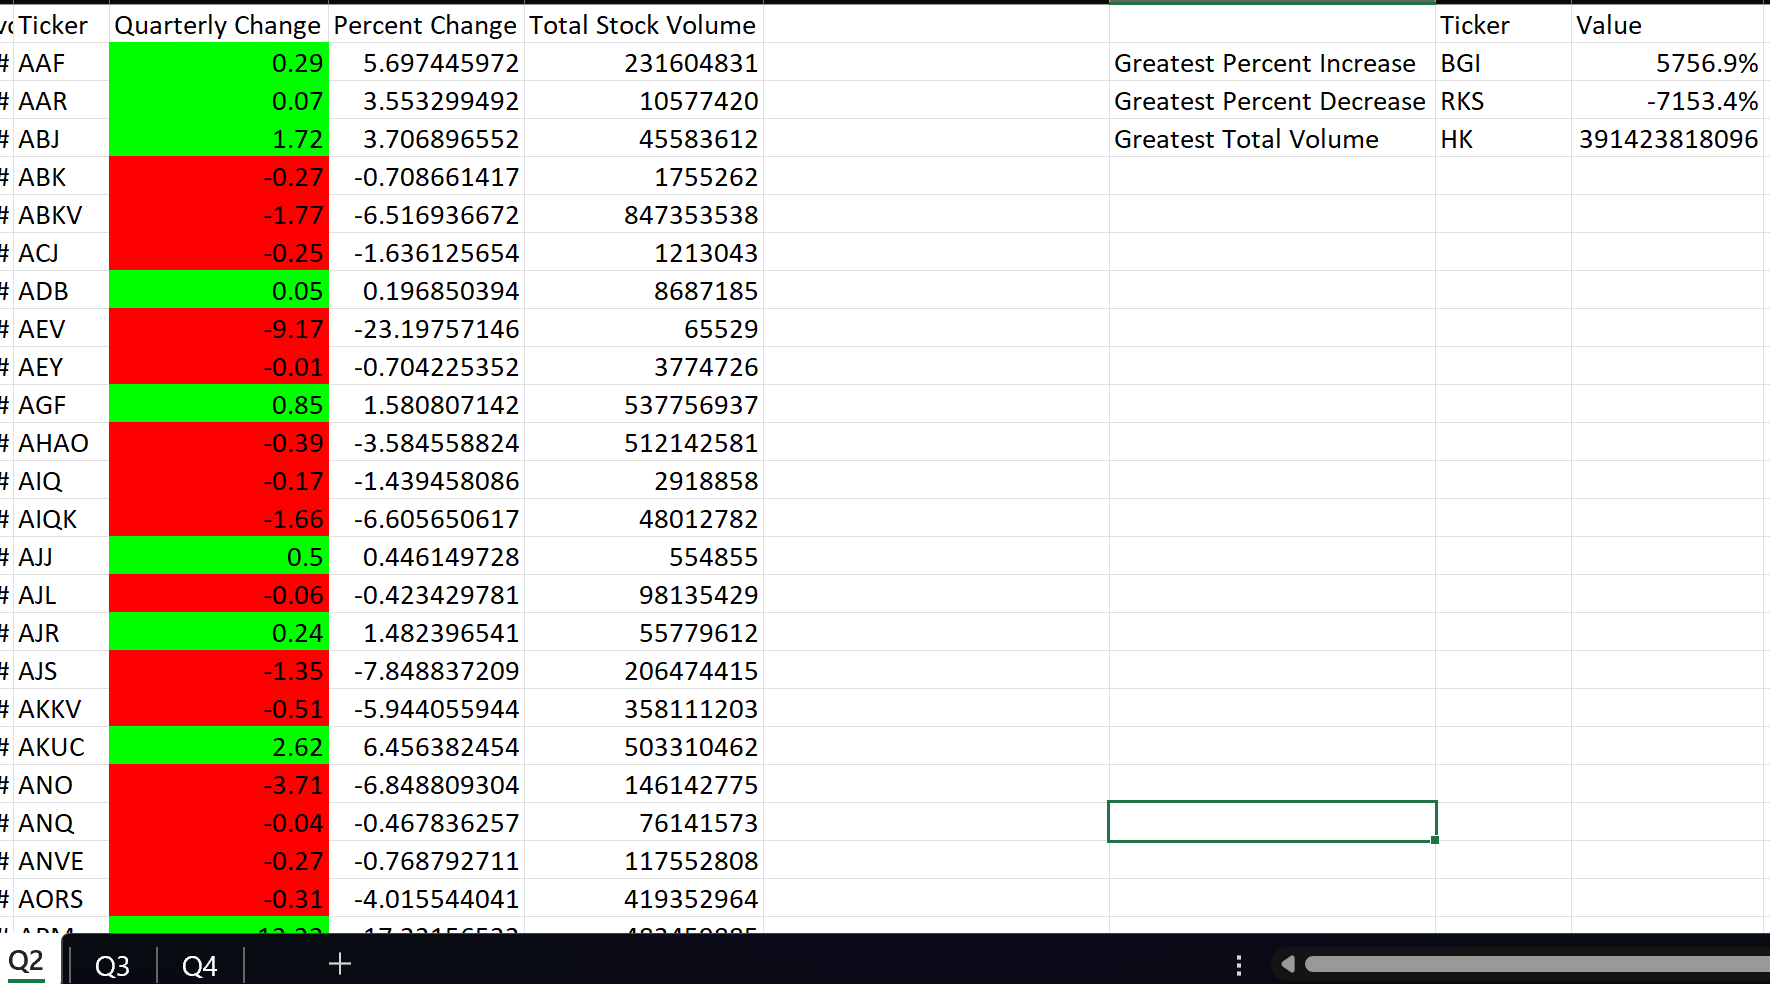 Ticker Quarterly Change Percent Change Total Stock Volume Ticker Value
# AAF 0.29 5.697445972 231604831 Greatest Percent Increase BGI 5756.9%
# AAR 0.07 3.553299492 10577420 Greatest Percent Decrease RKS -7153.4%
# ABJ 1.72 3.706896552 45583612 Greatest Total Volume HK 391423818096
# ABK -0.27 -0.708661417 1755262
# ABKV -1.77 -6.516936672 847353538
# ACJ -0.25 -1.636125654 1213043
# ADB 0.05 0.196850394 8687185
# AEV -9.17 -23.19757146 65529
# AEY -0.01 -0.704225352 3774726
# AGF 0.85 1.580807142 537756937
# AHAO -0.39 -3.584558824 512142581
# AIQ -0.17 -1.439458086 2918858
# AIQK -1.66 -6.605650617 48012782
# AJJ 0.5 0.446149728 554855
# AJL -0.06 -0.423429781 98135429
# AJR 0.24 1.482396541 55779612
# AJS -1.35 -7.848837209 206474415
# AKKV -0.51 -5.944055944 358111203
# AKUC 2.62 6.456382454 503310462
# ANO -3.71 -6.848809304 146142775
# ANQ -0.04 -0.467836257 76141573
# ANVE -0.27 -0.768792711 117552808
# AORS -0.31 -4.015544041 419352964
Q2 Q3 Q4 +